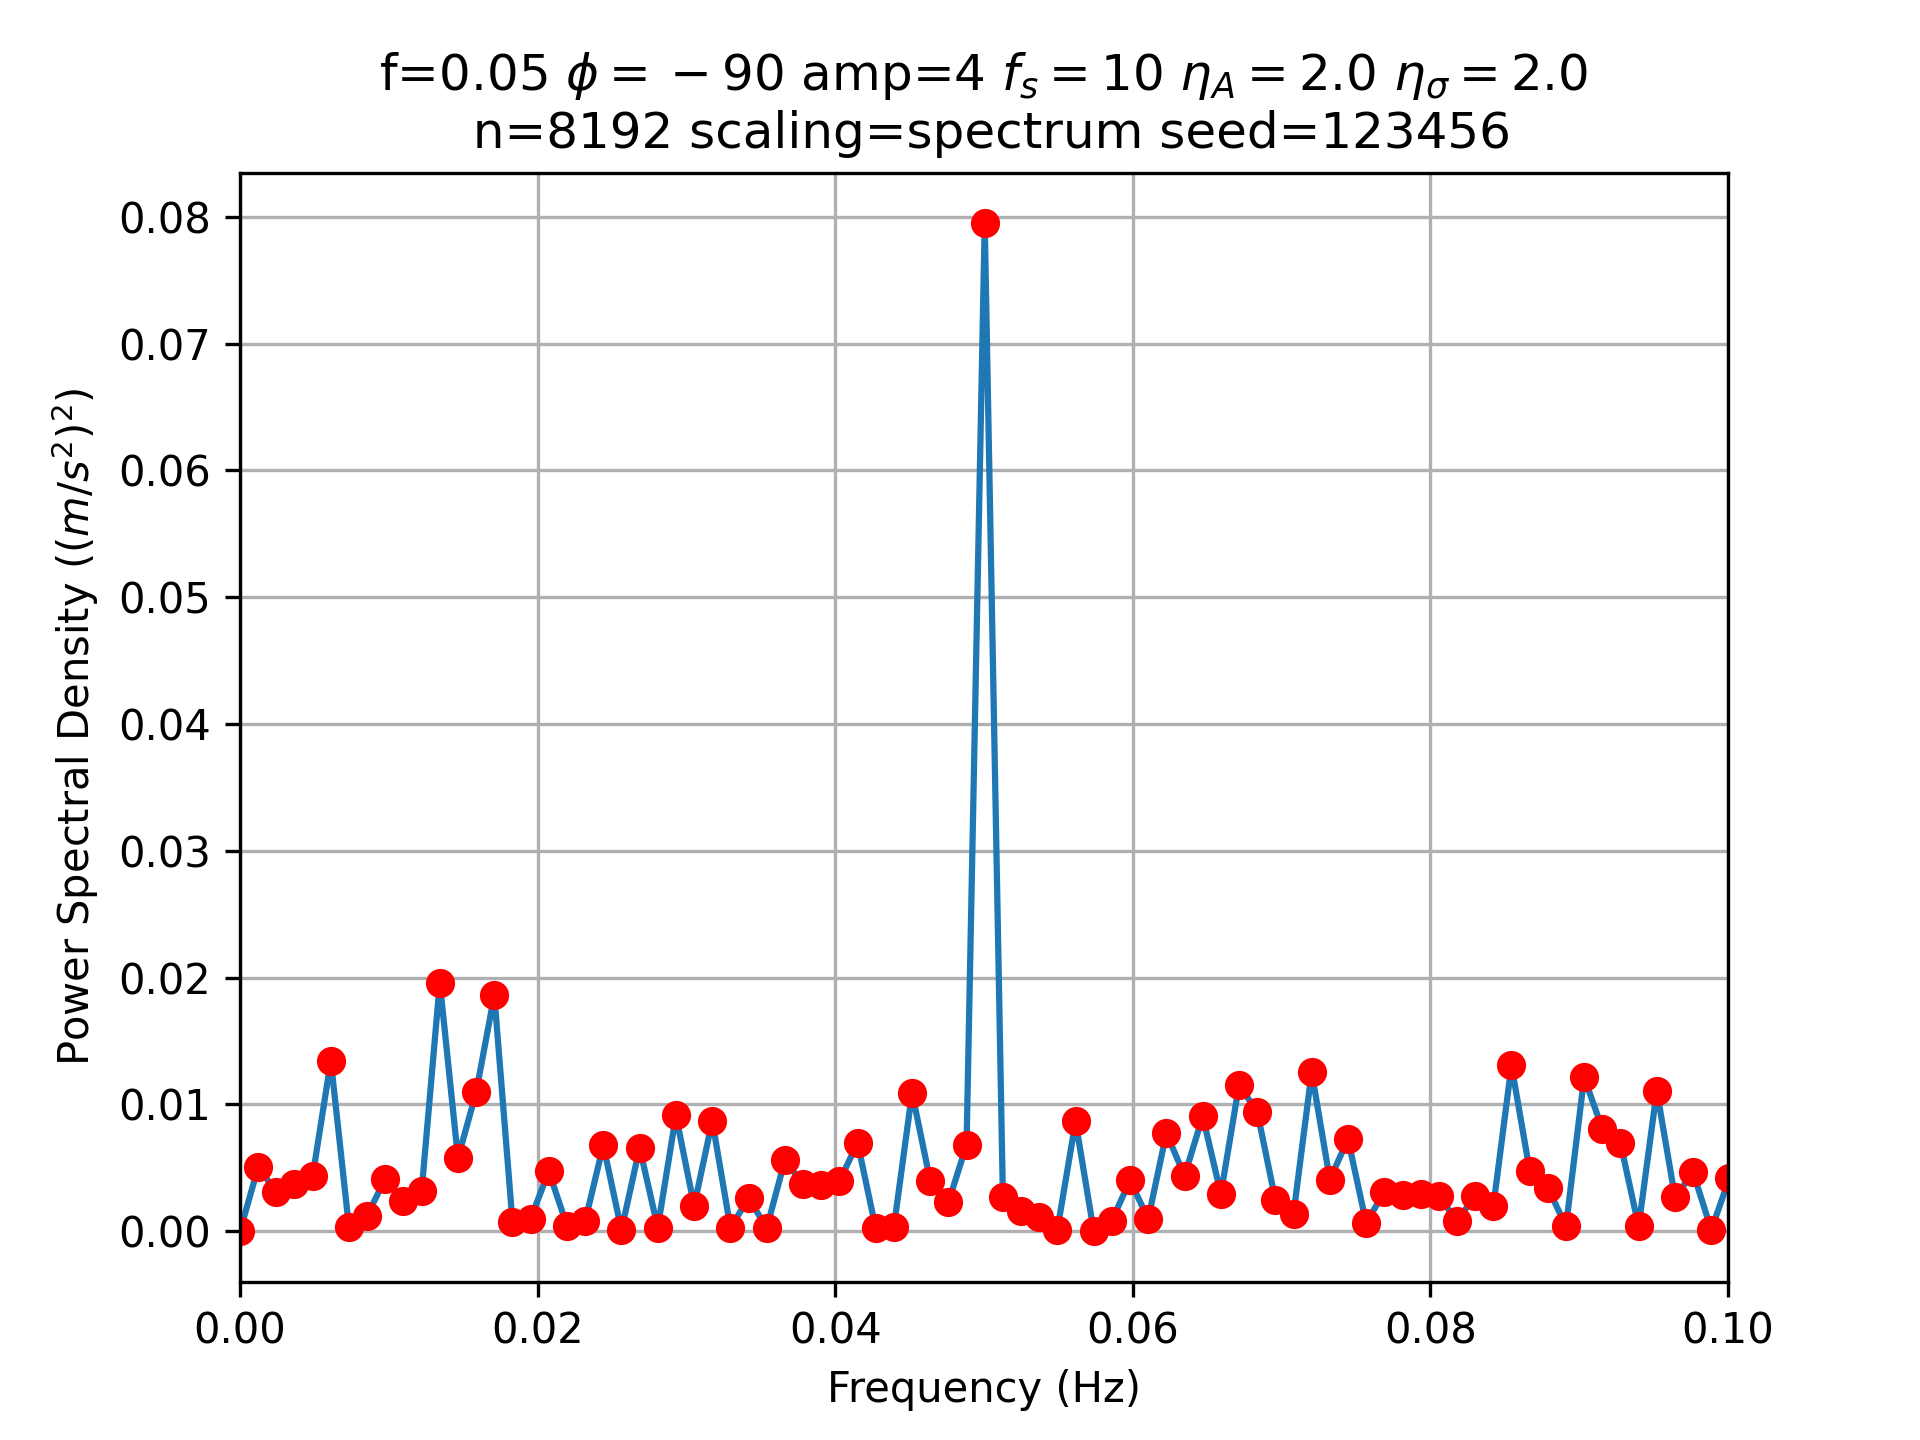 f=0.05 ϕ = −90 amp=4 fₛ = 10 η_A = 2.0 η_σ = 2.0
n=8192 scaling=spectrum seed=123456
Power Spectral Density ((m/s²)²)
0.08
0.07
0.06
0.05
0.04
0.03
0.02
0.01
0.00
0.00 0.02 0.04 0.06 0.08 0.10
Frequency (Hz)